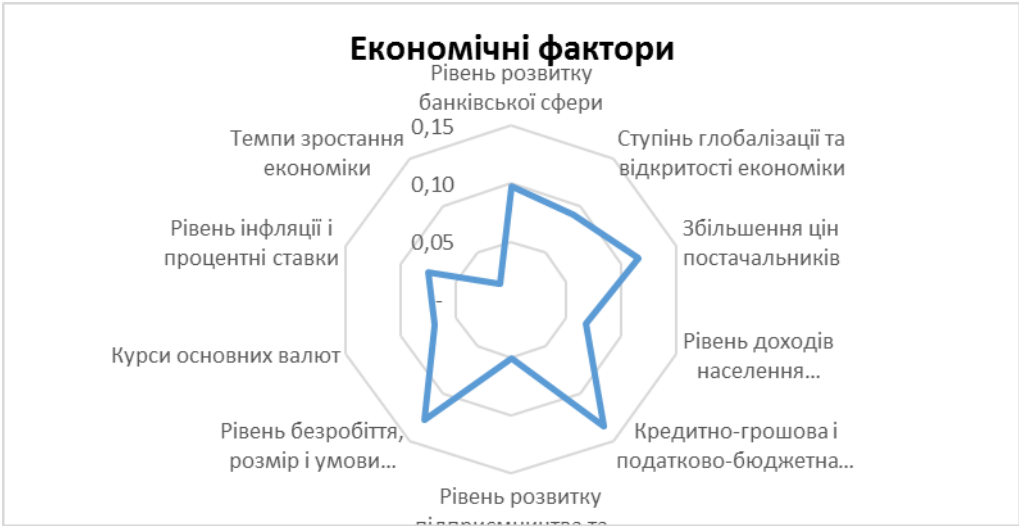 Економічні фактори
Рівень розвитку
банківської сфери
0,15
Темпи зростання
економіки
Ступінь глобалізації та
відкритості економіки
0,10
Рівень інфляції і
процентні ставки
0,05
Збільшення цін
постачальників
-
Курси основних валют
Рівень доходів
населення...
Рівень безробіття,
розмір і умови...
Кредитно-грошова і
податково-бюджетна...
Рівень розвитку
підприємництва та